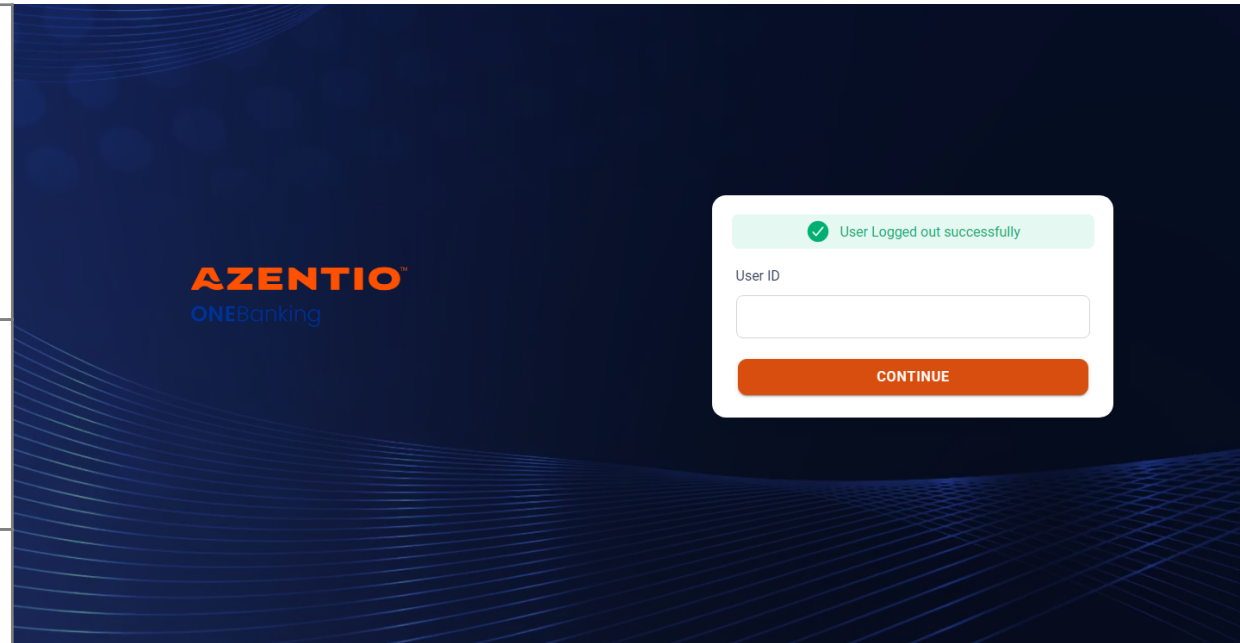 AZENTIO™
ONEBanking
User Logged out successfully
User ID
CONTINUE